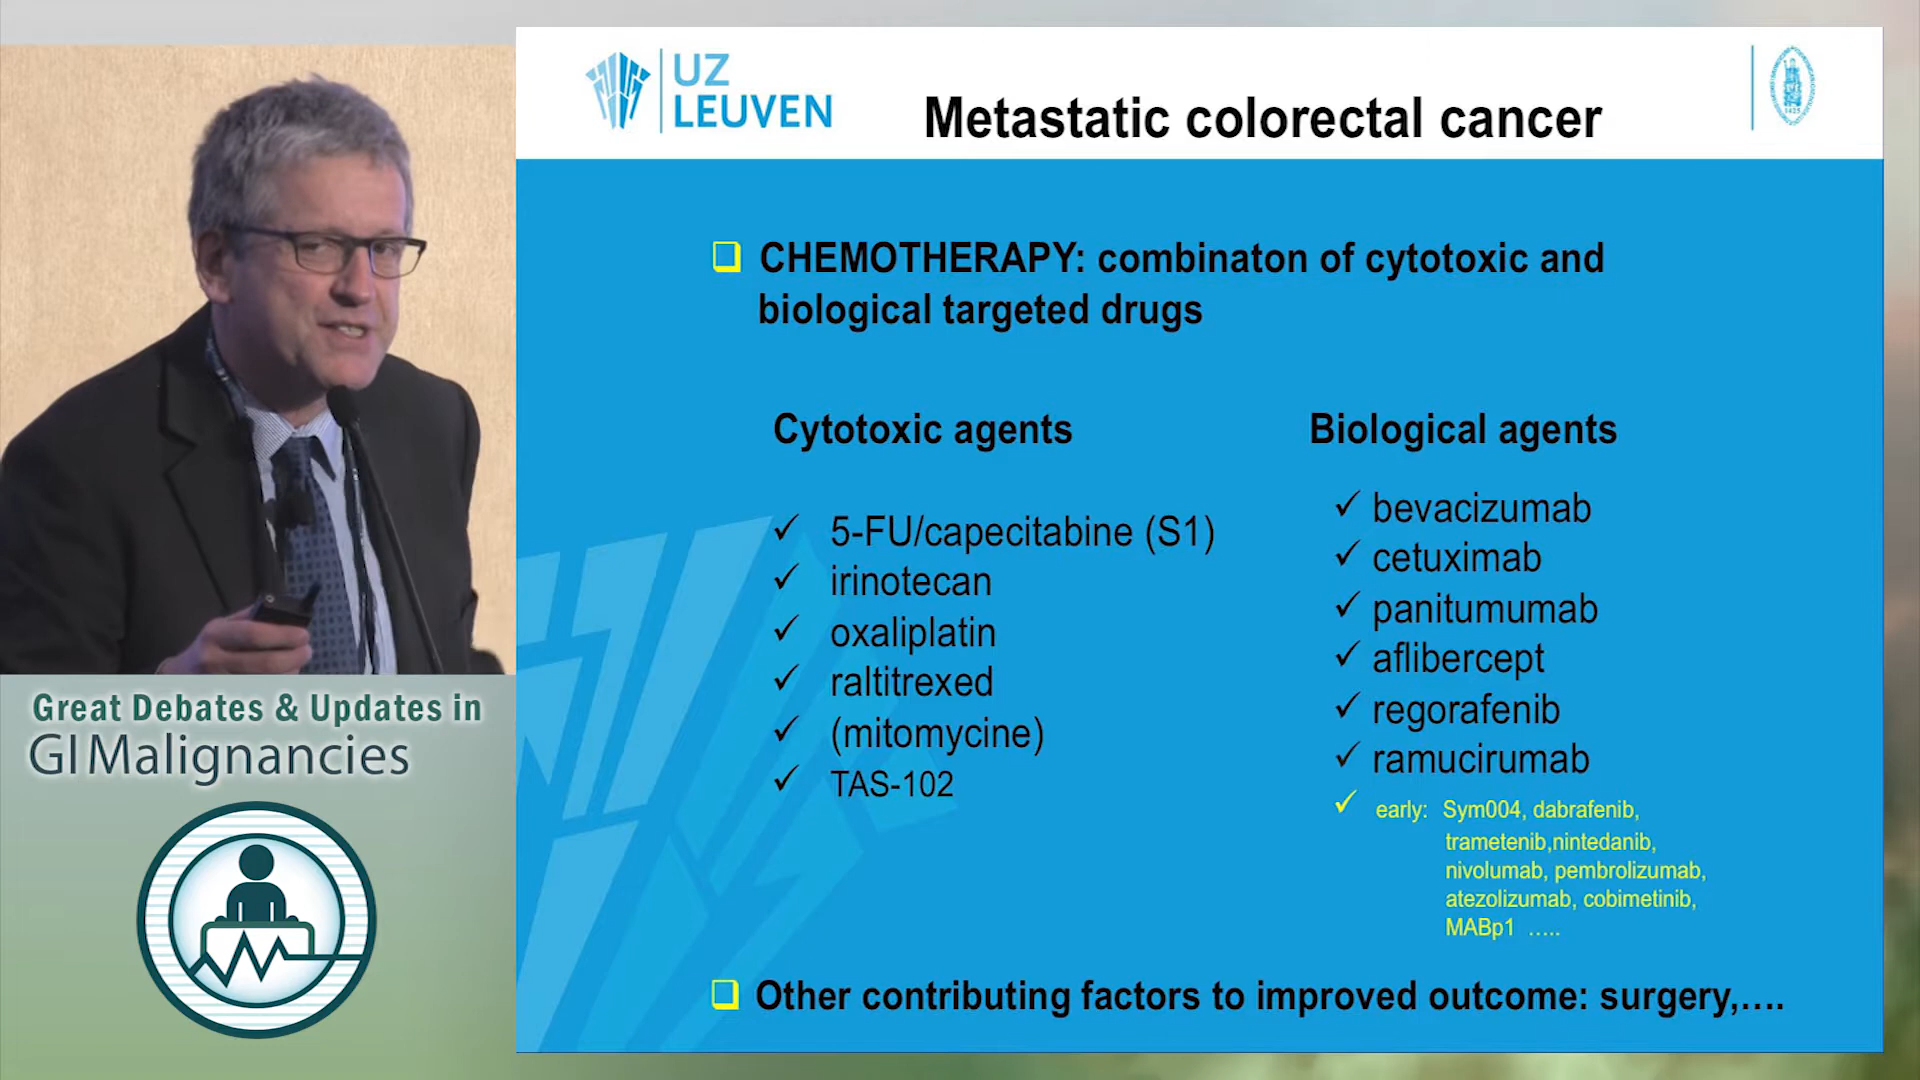 UZ
LEUVEN
Metastatic colorectal cancer
CHEMOTHERAPY: combinaton of cytotoxic and
biological targeted drugs
Cytotoxic agents
5-FU/capecitabine (S1)
irinotecan
oxaliplatin
raltitrexed
(mitomycine)
TAS-102
Biological agents
bevacizumab
cetuximab
panitumumab
aflibercept
regorafenib
ramucirumab
early: Sym004, dabrafenib,
trametenib,nintedanib,
nivolumab, pembrolizumab,
atezolizumab, cobimetinib,
MABp1 .....
Other contributing factors to improved outcome: surgery,....
Great Debates & Updates in
GI Malignancies